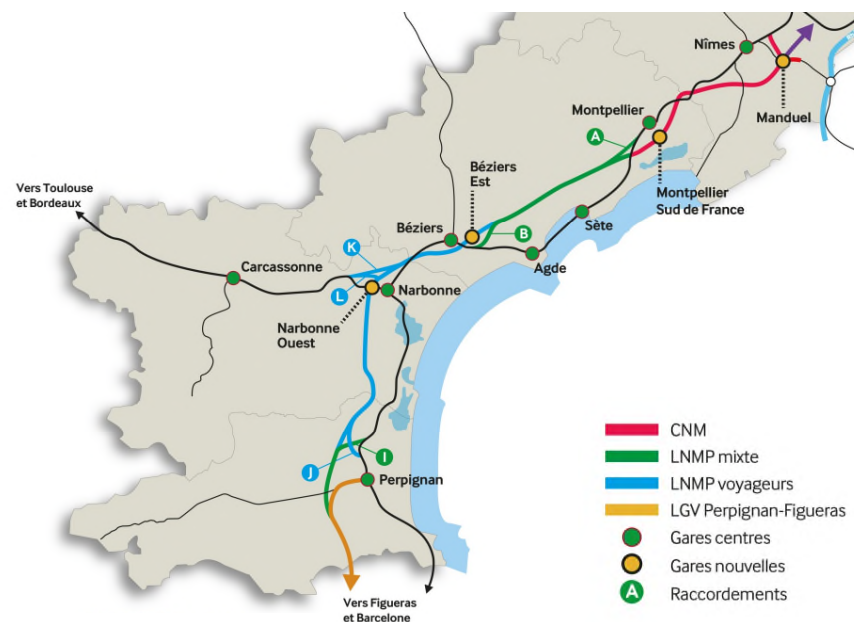 Nîmes
Montpellier
Manduel
A
Béziers
Est
Montpellier
Sud de France
Vers Toulouse
et Bordeaux
Béziers
B
Sète
K
Agde
Carcassonne
L
Narbonne
Narbonne
Ouest
CNM
I
LNMP mixte
J
Perpignan
LNMP voyageurs
LGV Perpignan-Figueras
Gares centres
Gares nouvelles
A
Raccordements
Vers Figueras
et Barcelone